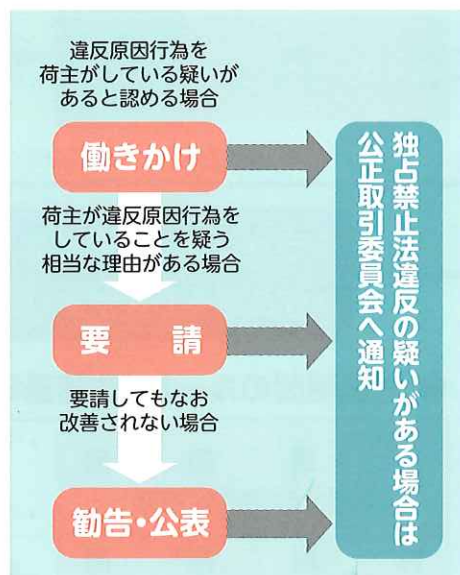 違反原因行為を
荷主がしている疑いが
あると認める場合
働きかけ
荷主が違反原因行為を
していることを疑う
相当な理由がある場合
要　請
要請してもなお
改善されない場合
勧告・公表
独占禁止法違反の疑いがある場合は
公正取引委員会へ通知